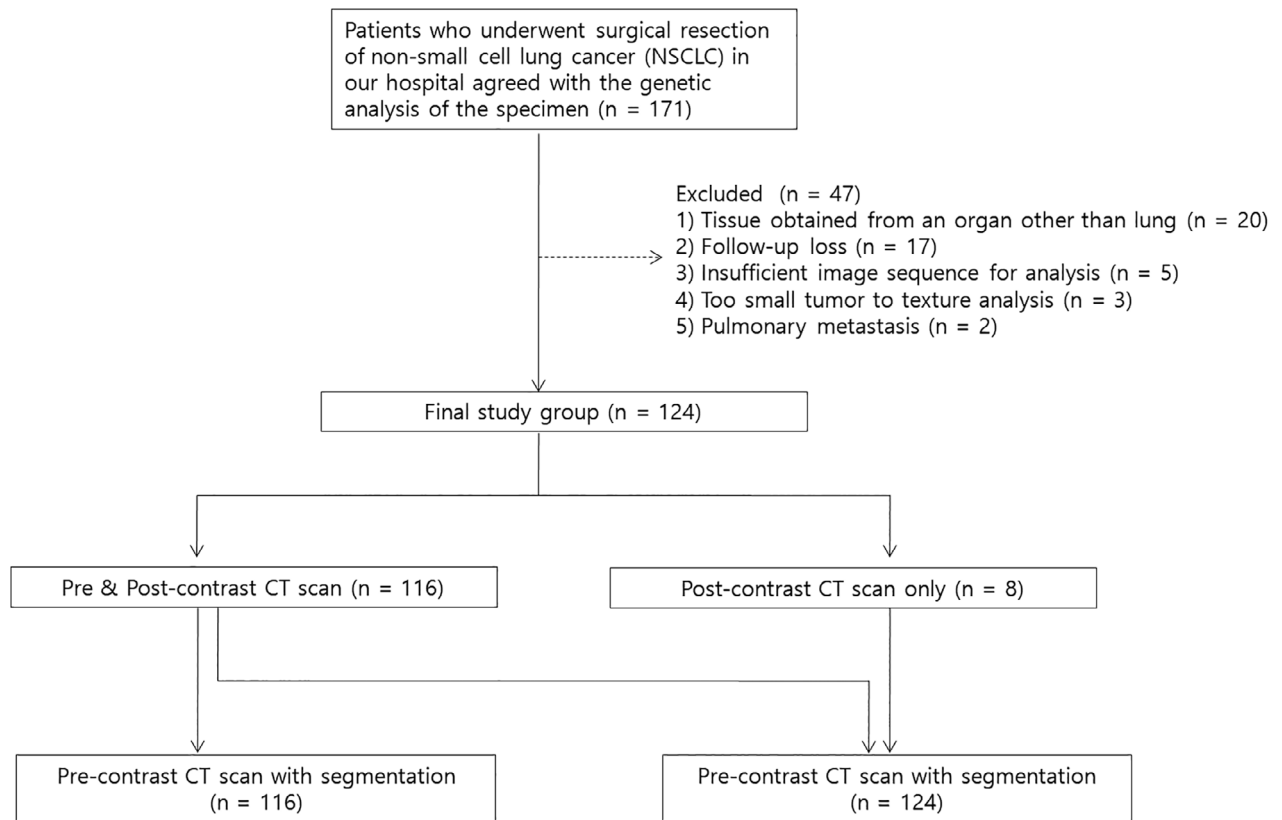 Patients who underwent surgical resection
of non-small cell lung cancer (NSCLC) in
our hospital agreed with the genetic
analysis of the specimen (n = 171)
Excluded (n = 47)
1) Tissue obtained from an organ other than lung (n = 20)
2) Follow-up loss (n = 17)
3) Insufficient image sequence for analysis (n = 5)
4) Too small tumor to texture analysis (n = 3)
5) Pulmonary metastasis (n = 2)
Final study group (n = 124)
Pre & Post-contrast CT scan (n = 116)
Post-contrast CT scan only (n = 8)
Pre-contrast CT scan with segmentation
(n = 116)
Pre-contrast CT scan with segmentation
(n = 124)